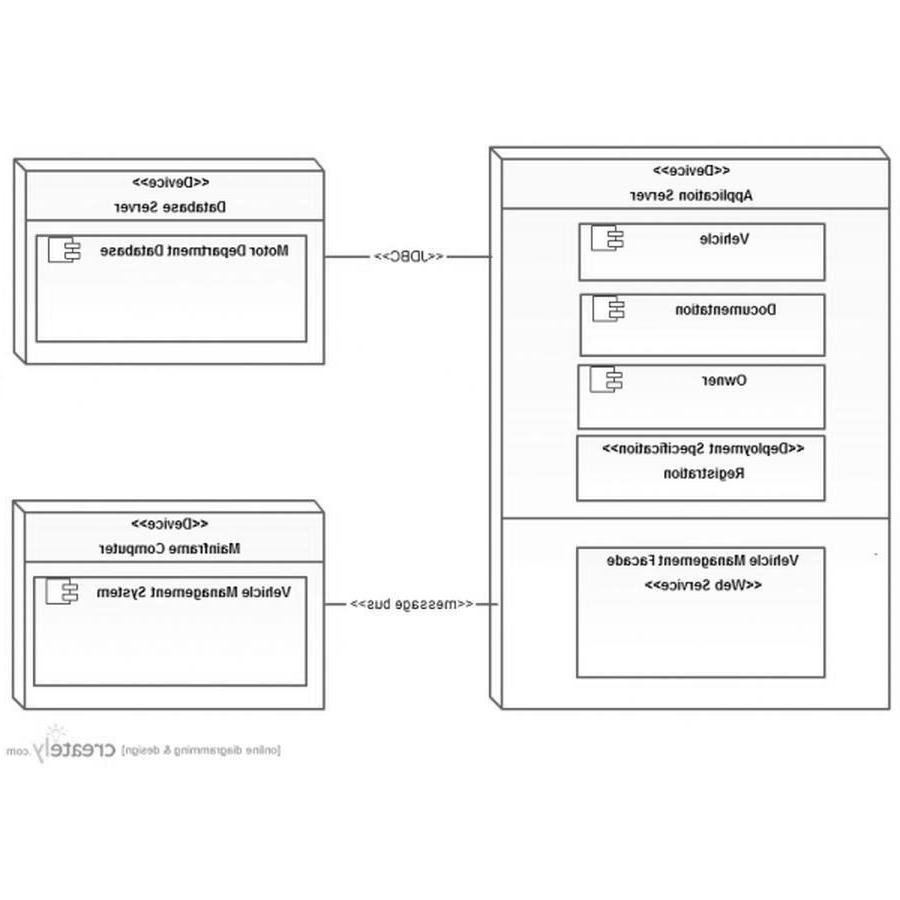 <<Device>>
Application Server
Vehicle
Documentation
Owner
<<Deployment Specification>>
Registration
Vehicle Management Facade
<<Web Service>>
<<JDBC>>
<<message bus>>
<<Device>>
Database Server
Motor Department Database
<<Device>>
Mainframe Computer
Vehicle Management System
[online diagramming & design] creately.com